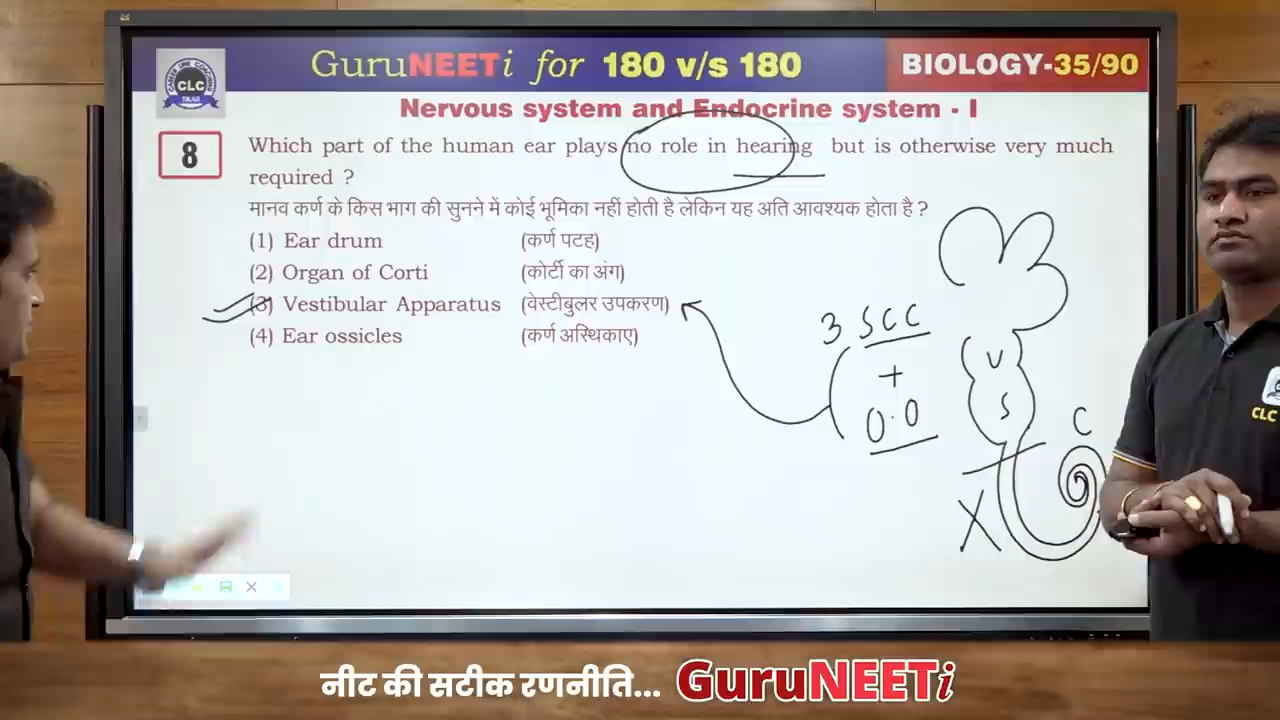 GuruNEETi for 180 v/s 180
BIOLOGY-35/90
CLC
Nervous system and Endocrine system - I
8
Which part of the human ear plays no role in hearing but is otherwise very much
required ?
मानव कर्ण के किस भाग की सुनने में कोई भूमिका नहीं होती है लेकिन यह अति आवश्यक होता है ?
(1) Ear drum (कर्ण पटह)
(2) Organ of Corti (कोर्टी का अंग)
(3) Vestibular Apparatus (वेस्टीबुलर उपकरण)
(4) Ear ossicles (कर्ण अस्थिकाए)
3 SCC
+
O.O
U
S
C
X
CLC
नीट की सटीक रणनीति... GuruNEETi